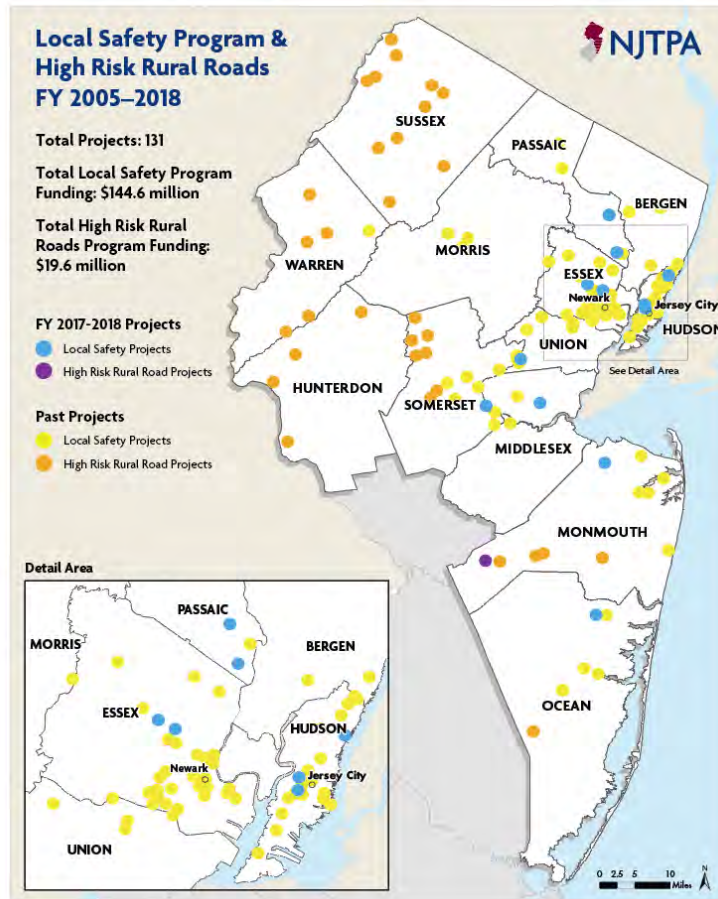 Local Safety Program &
High Risk Rural Roads
FY 2005–2018
NJTPA
Total Projects: 131
Total Local Safety Program
Funding: $144.6 million
Total High Risk Rural
Roads Program Funding:
$19.6 million
FY 2017-2018 Projects
Local Safety Projects
High Risk Rural Road Projects
Past Projects
Local Safety Projects
High Risk Rural Road Projects
SUSSEX
PASSAIC
BERGEN
WARREN
MORRIS
ESSEX
Newark
Jersey City
HUDSON
UNION
See Detail Area
HUNTERDON
SOMERSET
MIDDLESEX
MONMOUTH
OCEAN
Detail Area
PASSAIC
MORRIS
BERGEN
ESSEX
HUDSON
Newark
Jersey City
UNION
N
0 2.5 5 10
Miles